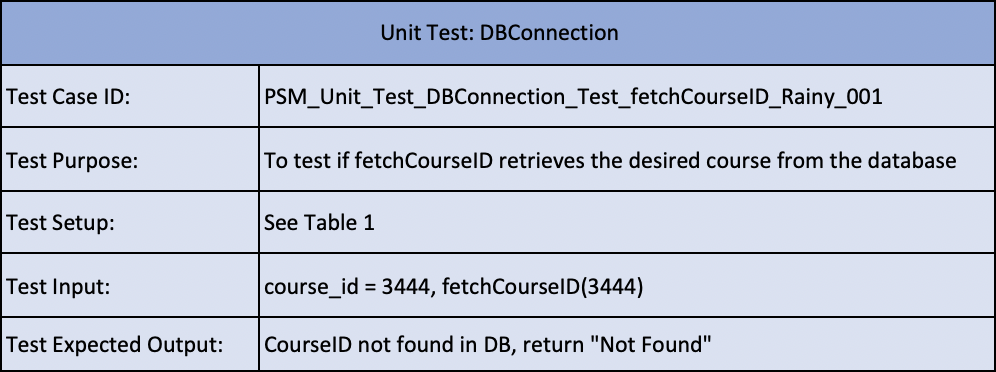 Unit Test: DBConnection
Test Case ID: PSM_Unit_Test_DBConnection_Test_fetchCourseID_Rainy_001
Test Purpose: To test if fetchCourseID retrieves the desired course from the database
Test Setup: See Table 1
Test Input: course_id = 3444, fetchCourseID(3444)
Test Expected Output: CourseID not found in DB, return "Not Found"